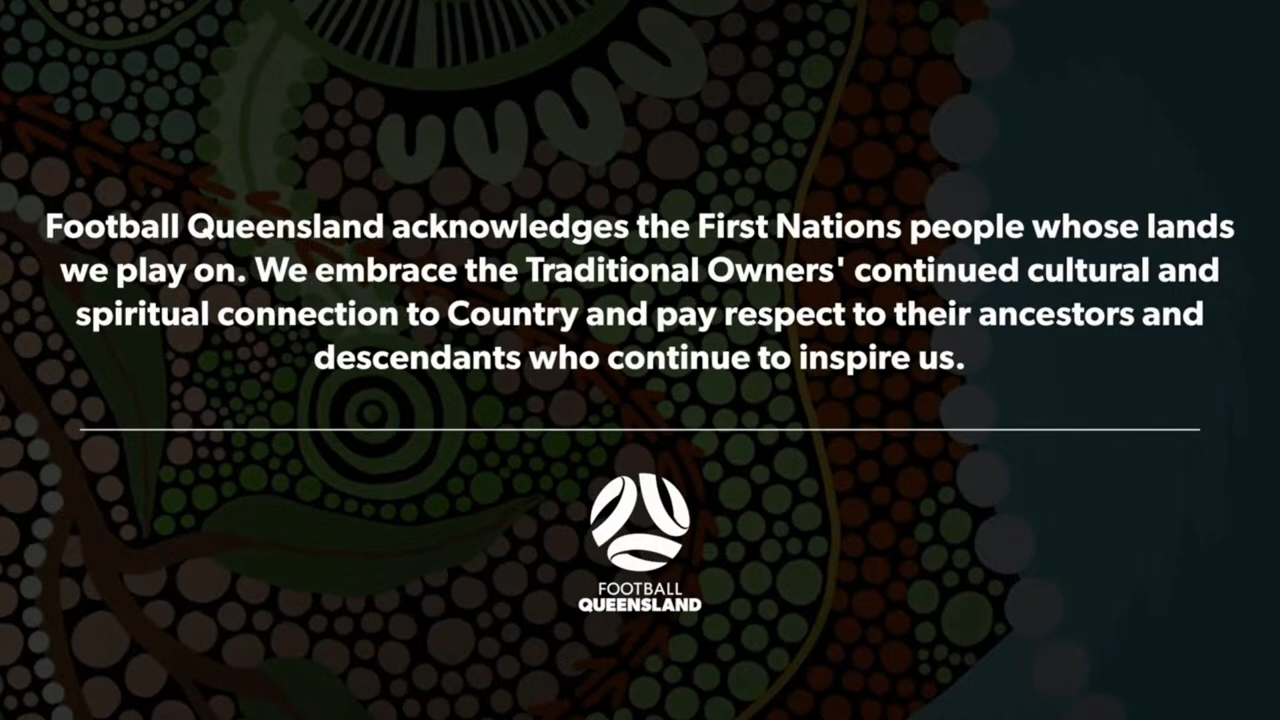 Football Queensland acknowledges the First Nations people whose lands
we play on. We embrace the Traditional Owners' continued cultural and
spiritual connection to Country and pay respect to their ancestors and
descendants who continue to inspire us.
FOOTBALL
QUEENSLAND